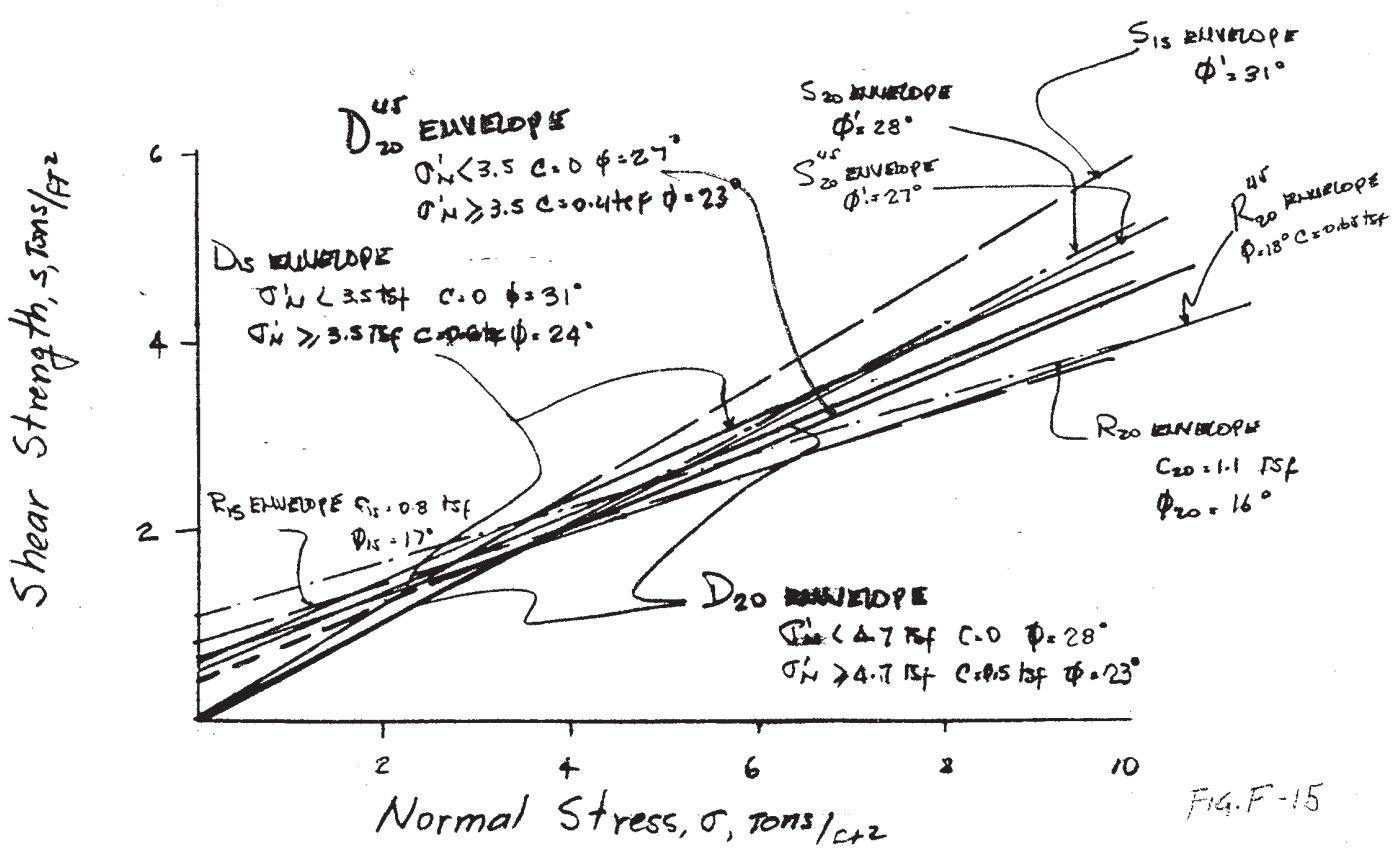 S15 ENVELOPE
Φ' = 31°
S20 ENVELOPE
Φ' = 28°
S20^45 ENVELOPE
Φ' = 27°
D20^45 ENVELOPE
σ'N < 3.5 C = 0 Φ = 27°
σ'N ≥ 3.5 C = 0.4 tsf Φ = 23°
R20^45 ENVELOPE
Φ = 18° C = 0.65 tsf
D15 ENVELOPE
σ'N < 3.5 tsf C = 0 Φ = 31°
σ'N ≥ 3.5 Tsf Φ = 24°
R15 ENVELOPE C15 = 0.8 tsf
Φ15 = 17°
R20 ENVELOPE
C20 = 1.1 Tsf
Φ20 = 16°
D20 ENVELOPE
σ'N < 4.7 Tsf C = 0 Φ = 28°
σ'N ≥ 4.7 Tsf C = 0.5 tsf Φ = 23°
Shear Strength, s, Tons/FT²
6
4
2
2 4 6 8 10
Normal Stress, σ, Tons/Ft2
FIG. F-15